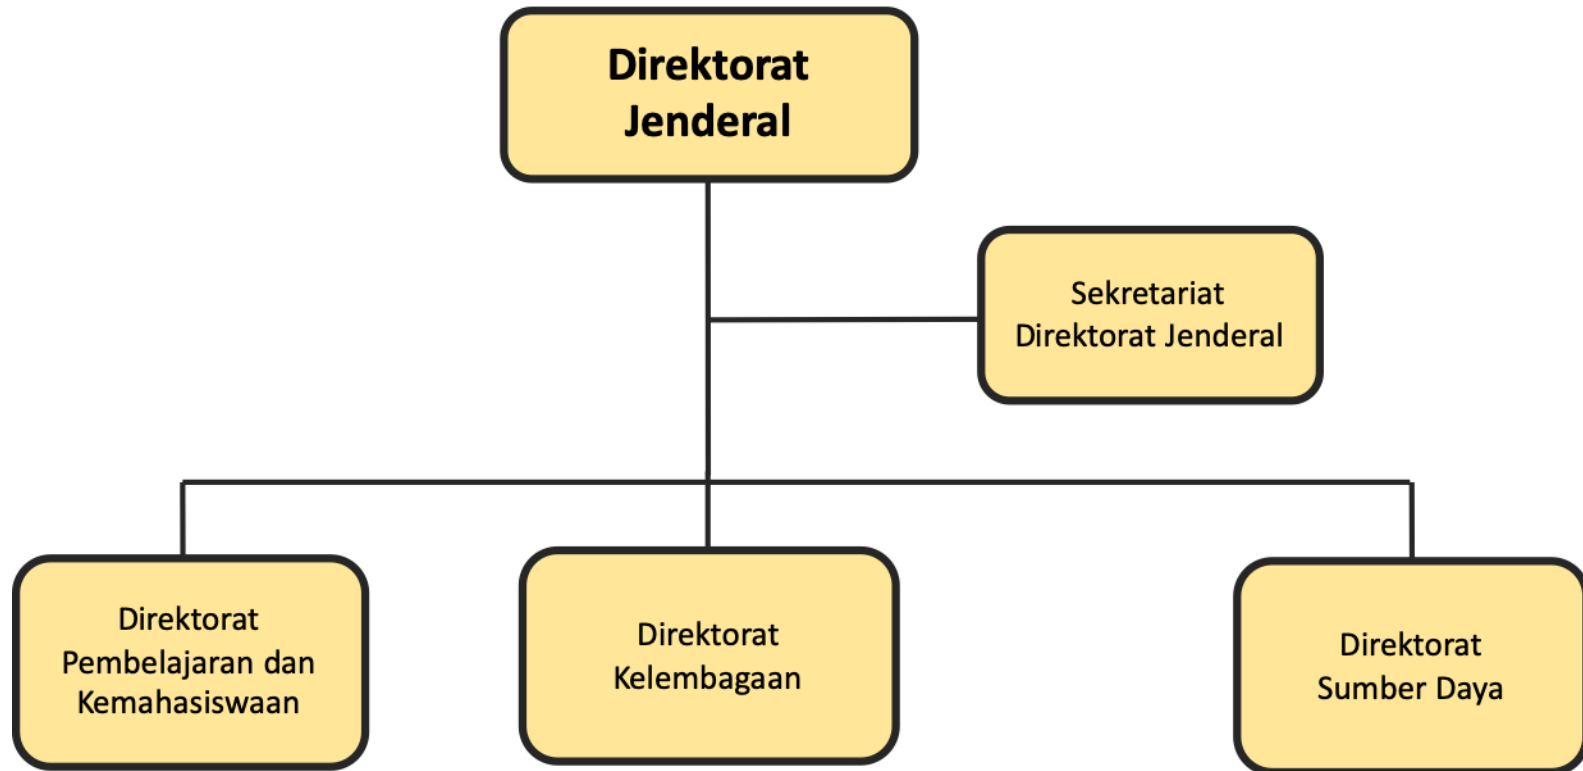 Direktorat
Jenderal
Sekretariat
Direktorat Jenderal
Direktorat
Pembelajaran dan
Kemahasiswaan
Direktorat
Kelembagaan
Direktorat
Sumber Daya